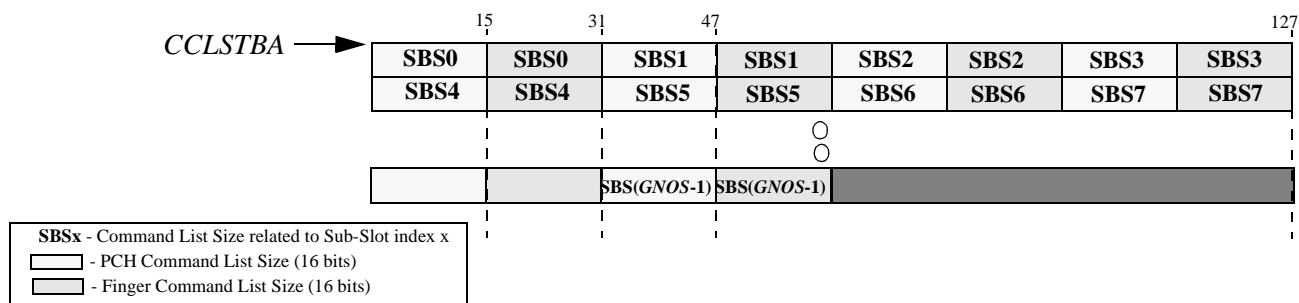 15 31 47 127
CCLSTBA
SBS0 SBS0 SBS1 SBS1 SBS2 SBS2 SBS3 SBS3
SBS4 SBS4 SBS5 SBS5 SBS6 SBS6 SBS7 SBS7
SBS(GNOS-1) SBS(GNOS-1)
SBSx - Command List Size related to Sub-Slot index x
- PCH Command List Size (16 bits)
- Finger Command List Size (16 bits)